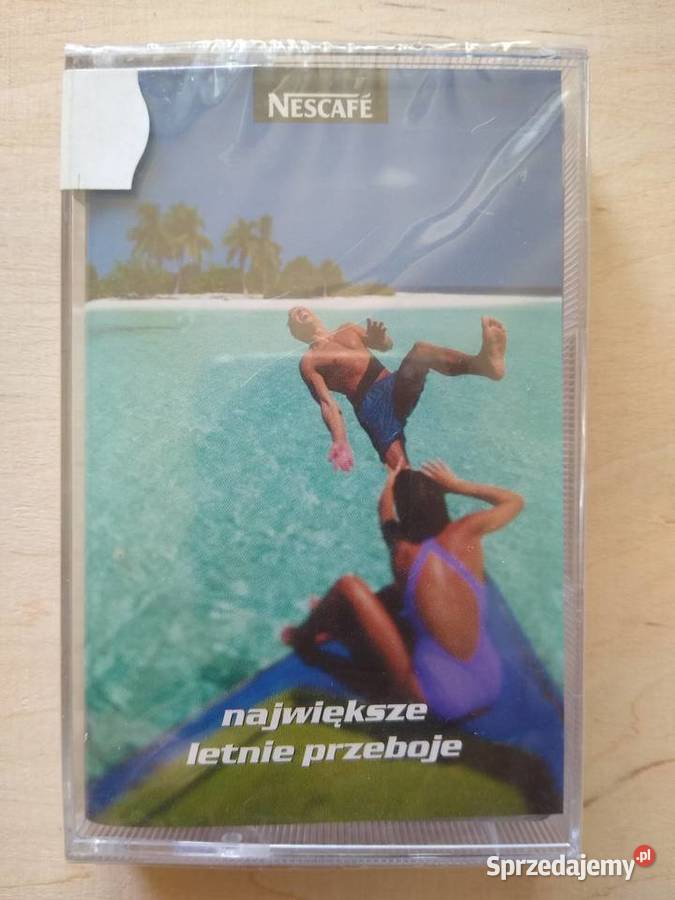 NESCAFÉ
największe
letnie przeboje
Sprzedajemy.pl